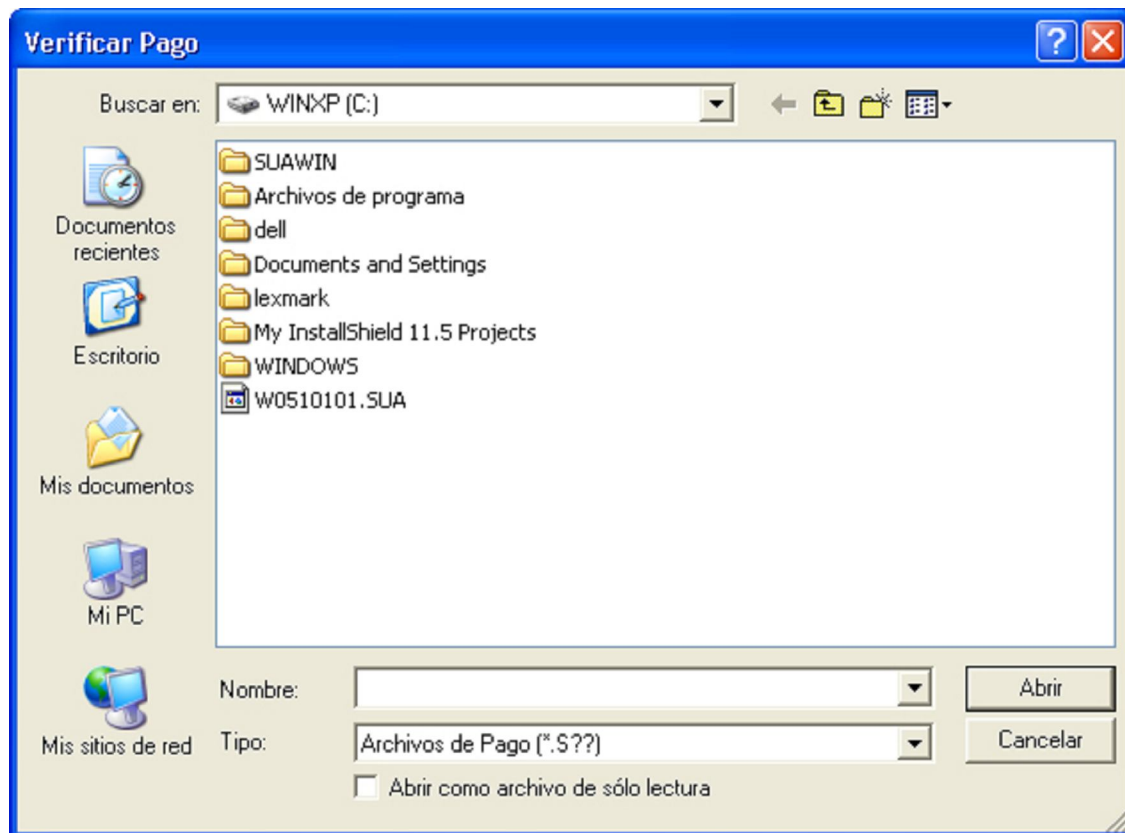 Verificar Pago
Buscar en:
WINXP (C:)
Documentos
recientes
Escritorio
Mis documentos
Mi PC
Mis sitios de red
SUAWIN
Archivos de programa
dell
Documents and Settings
lexmark
My InstallShield 11.5 Projects
WINDOWS
W0510101.SUA
Nombre:
Abrir
Tipo:
Archivos de Pago (*.S??)
Cancelar
Abrir como archivo de sólo lectura